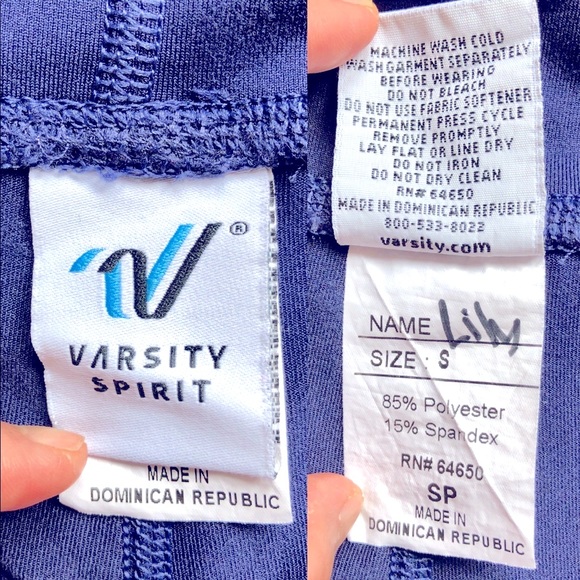 ®
VARSITY
SPIRIT
MADE IN
DOMINICAN REPUBLIC
MACHINE WASH COLD
WASH GARMENT SEPARATELY
BEFORE WEARING
DO NOT BLEACH
DO NOT USE FABRIC SOFTENER
PERMANENT PRESS CYCLE
REMOVE PROMPTLY
LAY FLAT OR LINE DRY
DO NOT IRON
DO NOT DRY CLEAN
RN# 64650
MADE IN DOMINICAN REPUBLIC
800-533-8022
varsity.com
NAME Lily
SIZE : S
85% Polyester
15% Spandex
RN# 64650
SP
MADE IN
DOMINICAN REPUBLIC